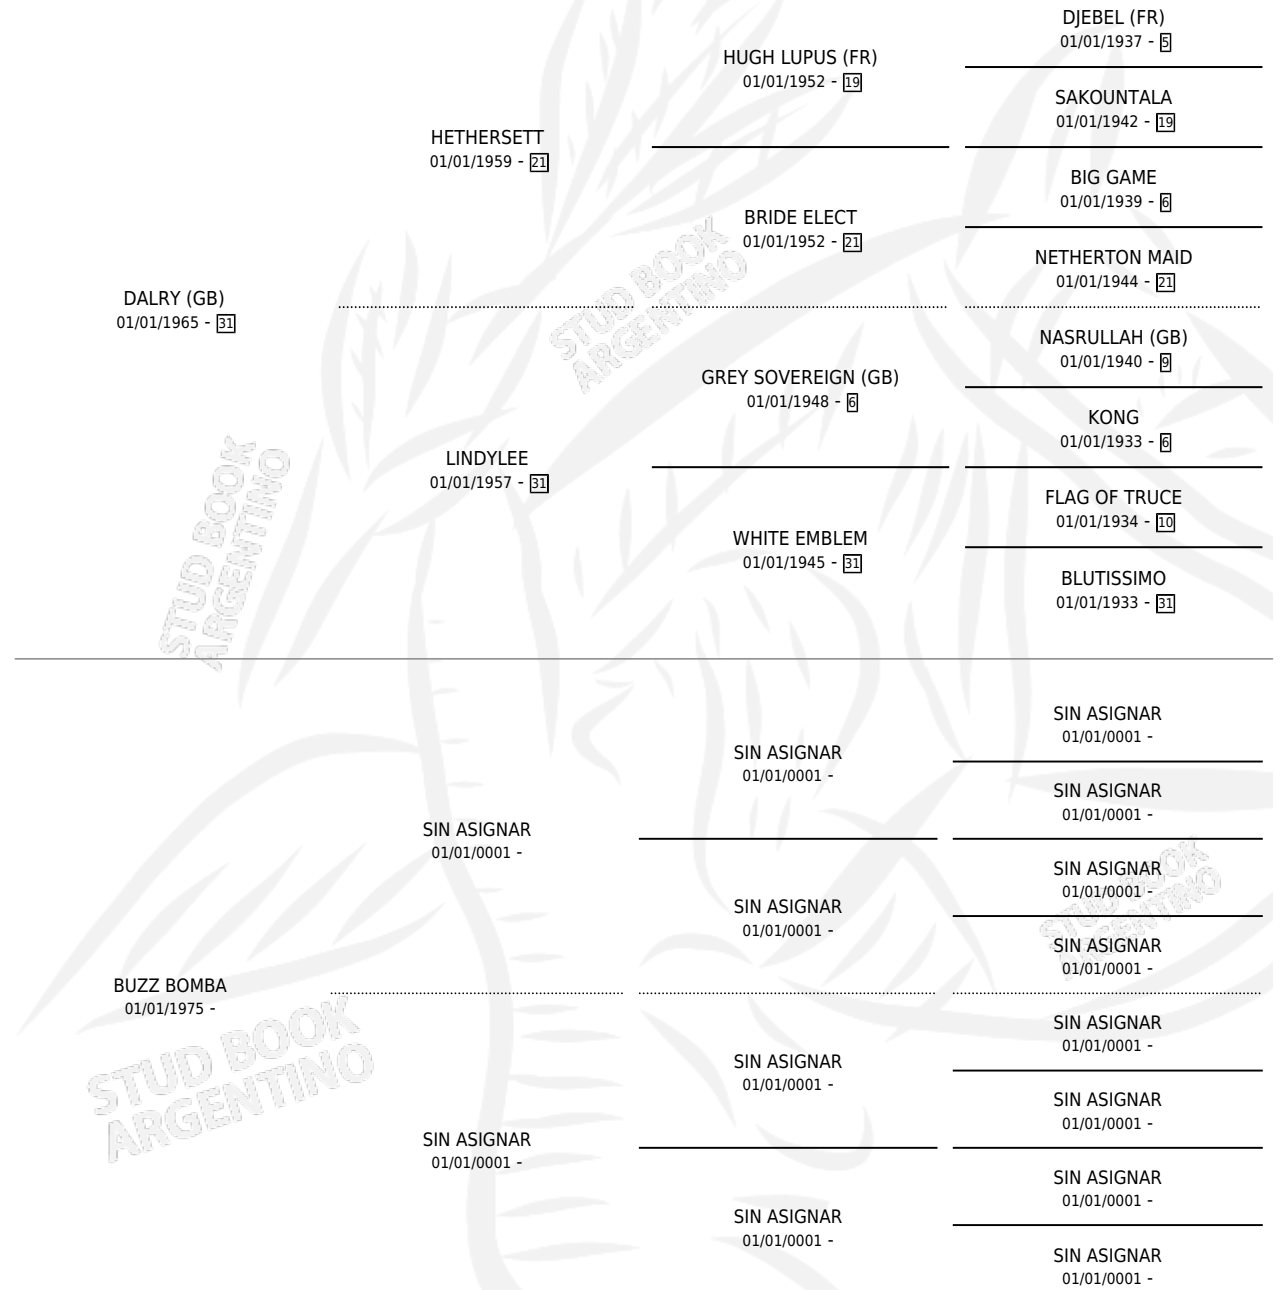 DJEBEL (FR)
01/01/1937 - 5
HUGH LUPUS (FR)
01/01/1952 - 19
SAKOUNTALA
01/01/1942 - 19
HETHERSETT
01/01/1959 - 21
BIG GAME
01/01/1939 - 6
BRIDE ELECT
01/01/1952 - 21
NETHERTON MAID
01/01/1944 - 21
DALRY (GB)
01/01/1965 - 31
NASRULLAH (GB)
01/01/1940 - 9
GREY SOVEREIGN (GB)
01/01/1948 - 6
KONG
01/01/1933 - 6
LINDYLEE
01/01/1957 - 31
FLAG OF TRUCE
01/01/1934 - 10
WHITE EMBLEM
01/01/1945 - 31
BLUTISSIMO
01/01/1933 - 31
STUD BOOK
ARGENTINO
STUD BOOK
ARGENTINO
SIN ASIGNAR
01/01/0001 -
SIN ASIGNAR
01/01/0001 -
SIN ASIGNAR
01/01/0001 -
SIN ASIGNAR
01/01/0001 -
SIN ASIGNAR
01/01/0001 -
SIN ASIGNAR
01/01/0001 -
SIN ASIGNAR
01/01/0001 -
BUZZ BOMBA
01/01/1975 -
SIN ASIGNAR
01/01/0001 -
SIN ASIGNAR
01/01/0001 -
SIN ASIGNAR
01/01/0001 -
SIN ASIGNAR
01/01/0001 -
SIN ASIGNAR
01/01/0001 -
SIN ASIGNAR
01/01/0001 -
SIN ASIGNAR
01/01/0001 -
STUD BOOK
ARGENTINO
STUD BOOK
ARGENTINO